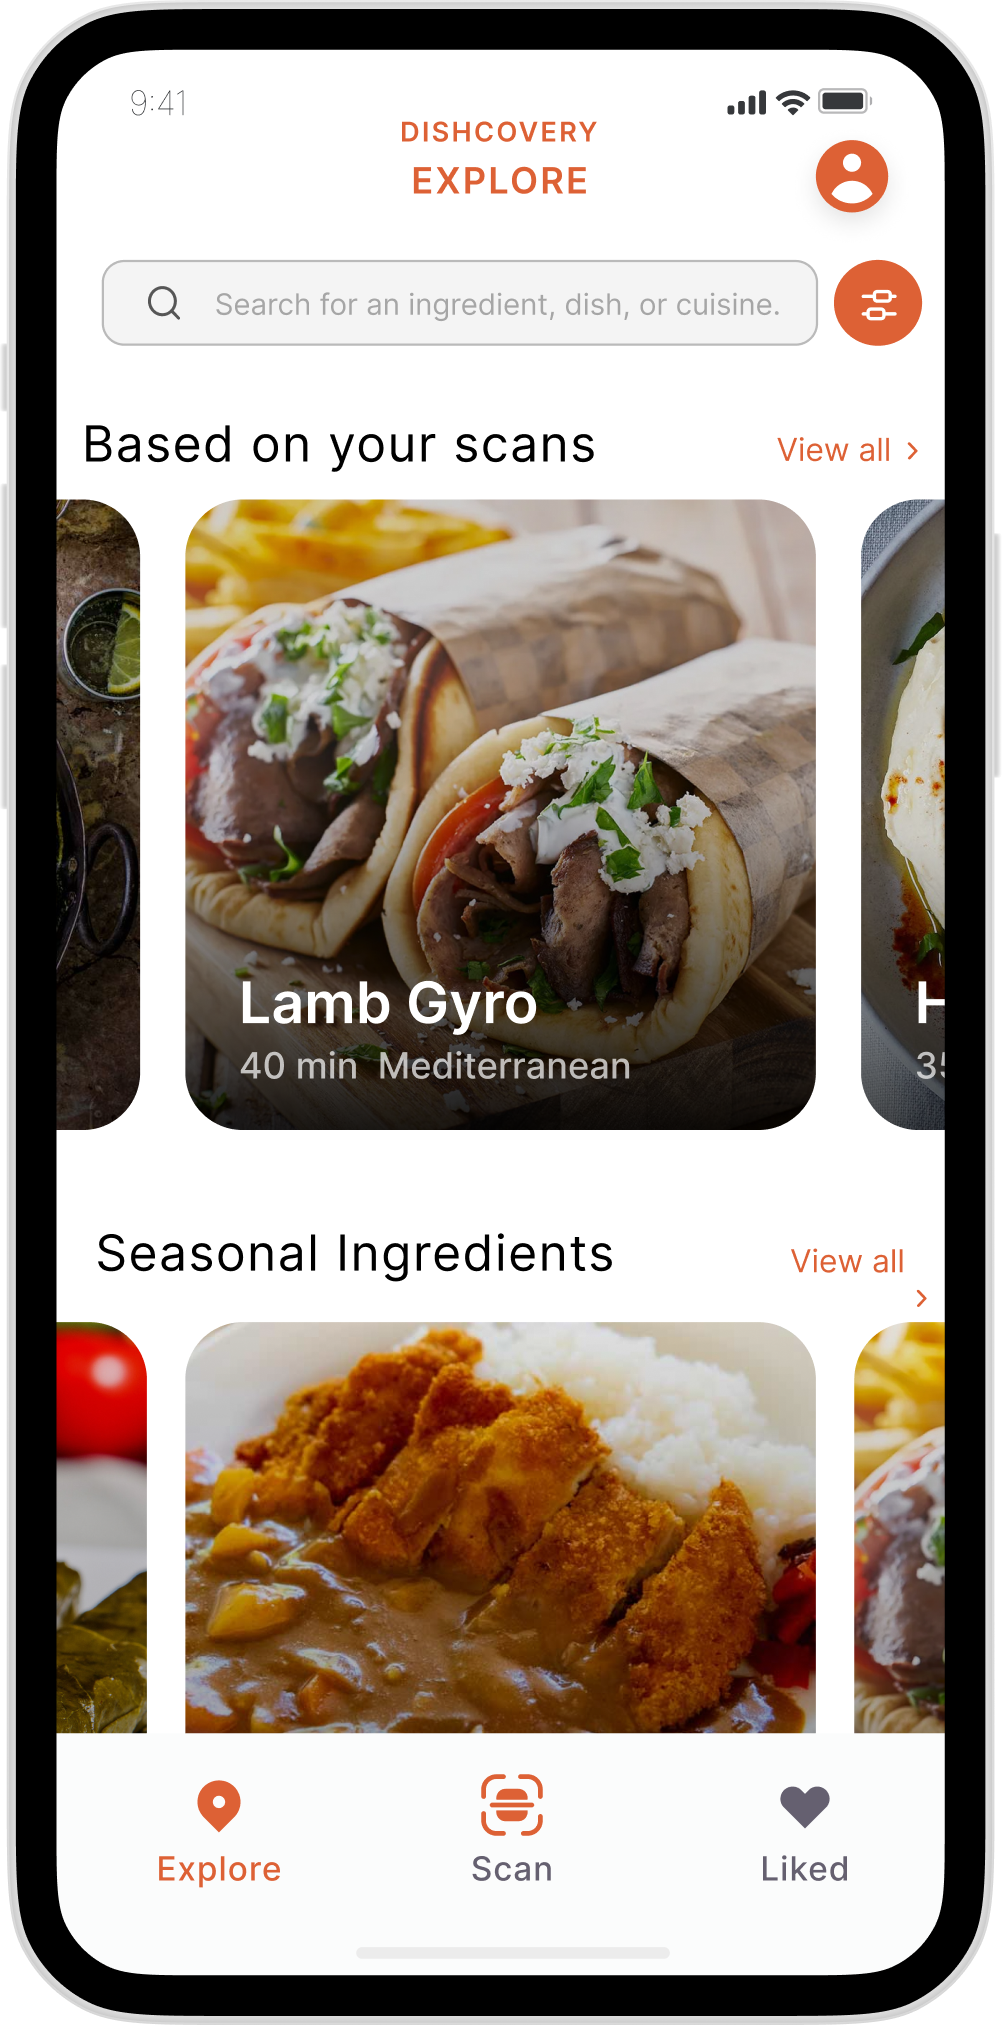 9:41
DISHCOVERY
EXPLORE
Search for an ingredient, dish, or cuisine.
Based on your scans
View all >
Lamb Gyro
40 min Mediterranean
H
35
Seasonal Ingredients
View all
>
Explore
Scan
Liked